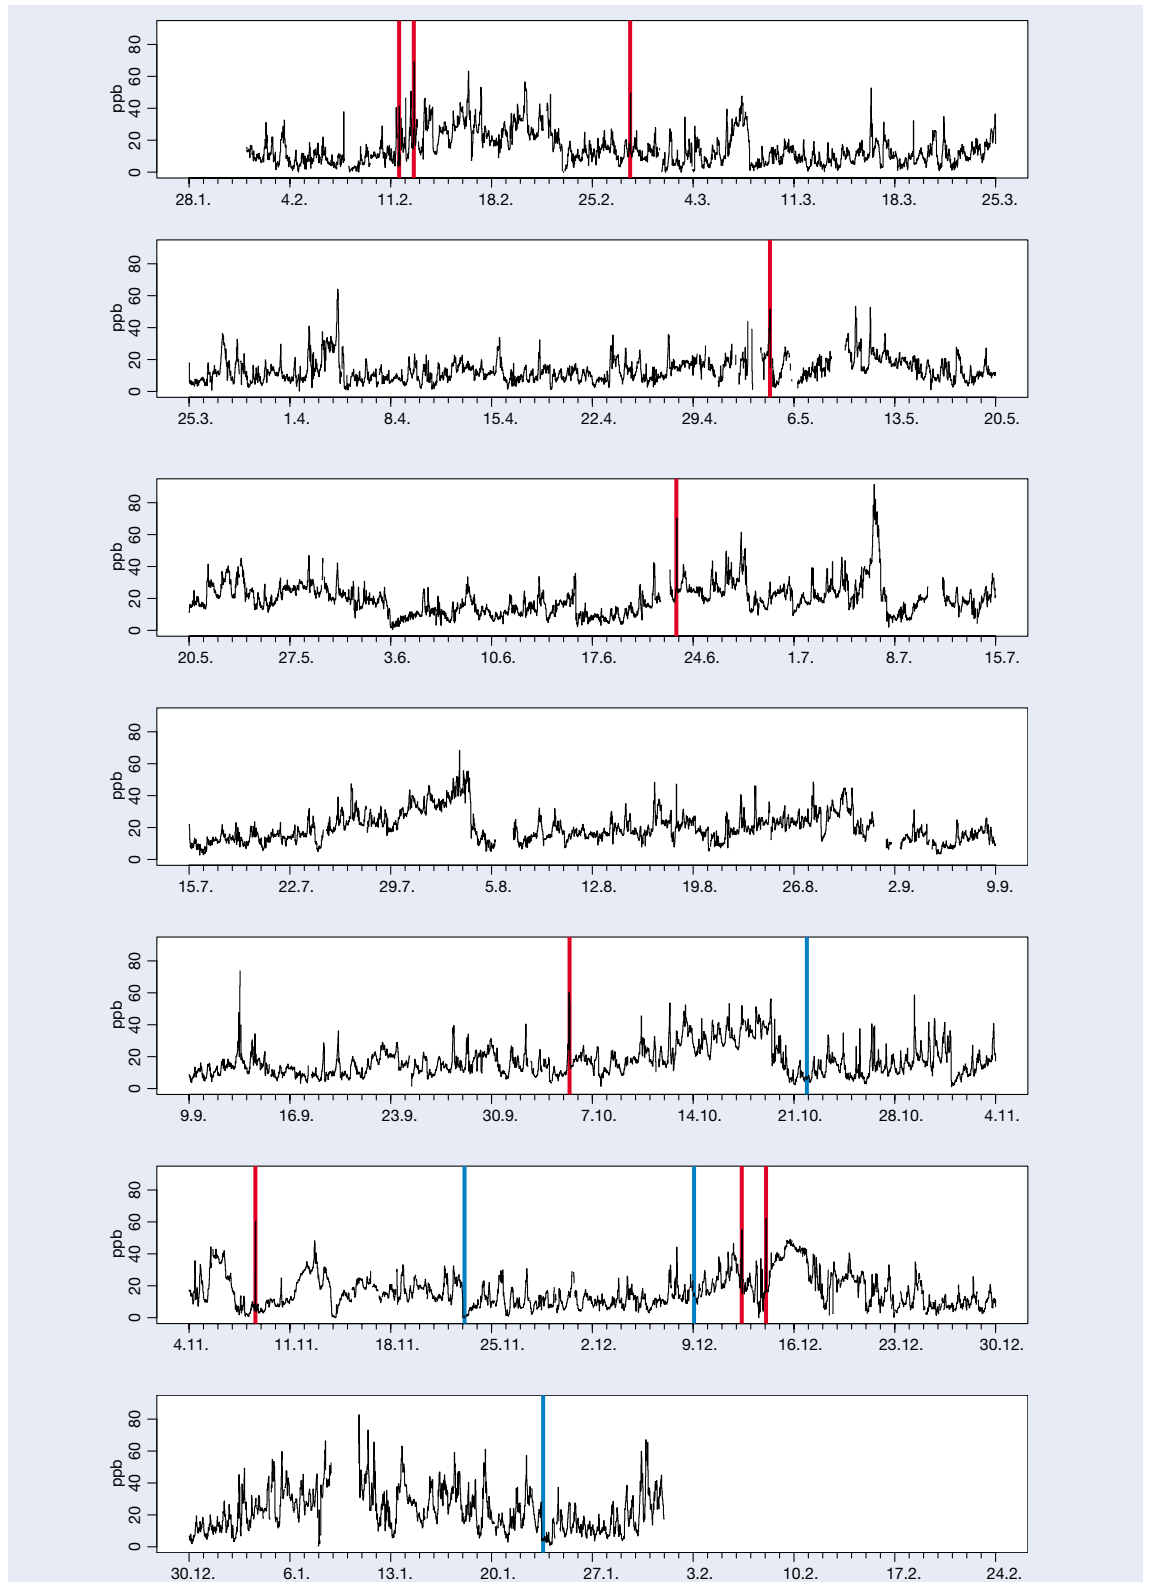 ppb
80
60
40
20
0
28.1. 4.2. 11.2. 18.2. 25.2. 4.3. 11.3. 18.3. 25.3.
ppb
80
60
40
20
0
25.3. 1.4. 8.4. 15.4. 22.4. 29.4. 6.5. 13.5. 20.5.
ppb
80
60
40
20
0
20.5. 27.5. 3.6. 10.6. 17.6. 24.6. 1.7. 8.7. 15.7.
ppb
80
60
40
20
0
15.7. 22.7. 29.7. 5.8. 12.8. 19.8. 26.8. 2.9. 9.9.
ppb
80
60
40
20
0
9.9. 16.9. 23.9. 30.9. 7.10. 14.10. 21.10. 28.10. 4.11.
ppb
80
60
40
20
0
4.11. 11.11. 18.11. 25.11. 2.12. 9.12. 16.12. 23.12. 30.12.
ppb
80
60
40
20
0
30.12. 6.1. 13.1. 20.1. 27.1. 3.2. 10.2. 17.2. 24.2.